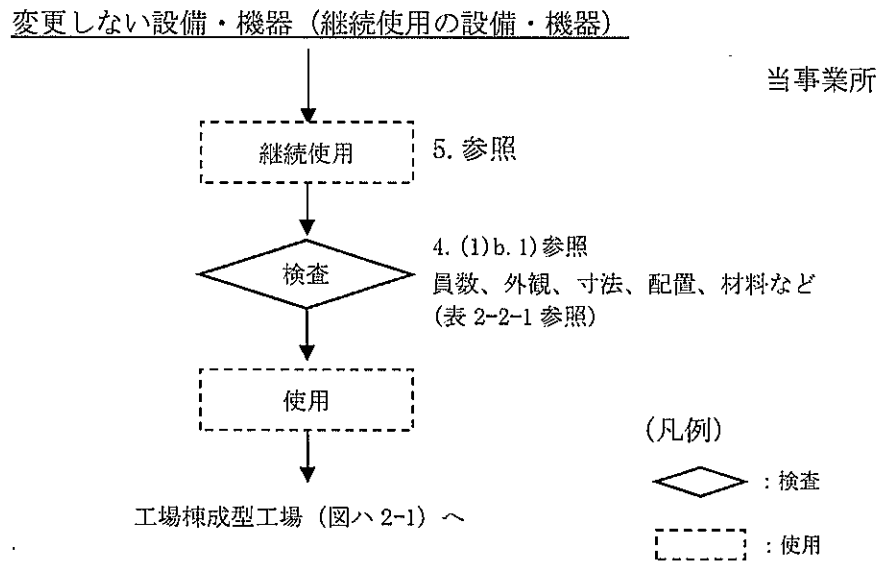 変更しない設備・機器（継続使用の設備・機器）
当事業所
継続使用
5. 参照
検査
4. (1)b. 1)参照
員数、外観、寸法、配置、材料など
(表 2-2-1 参照)
使用
(凡例)
：検査
工場棟成型工場（図ハ 2-1）へ
：使用